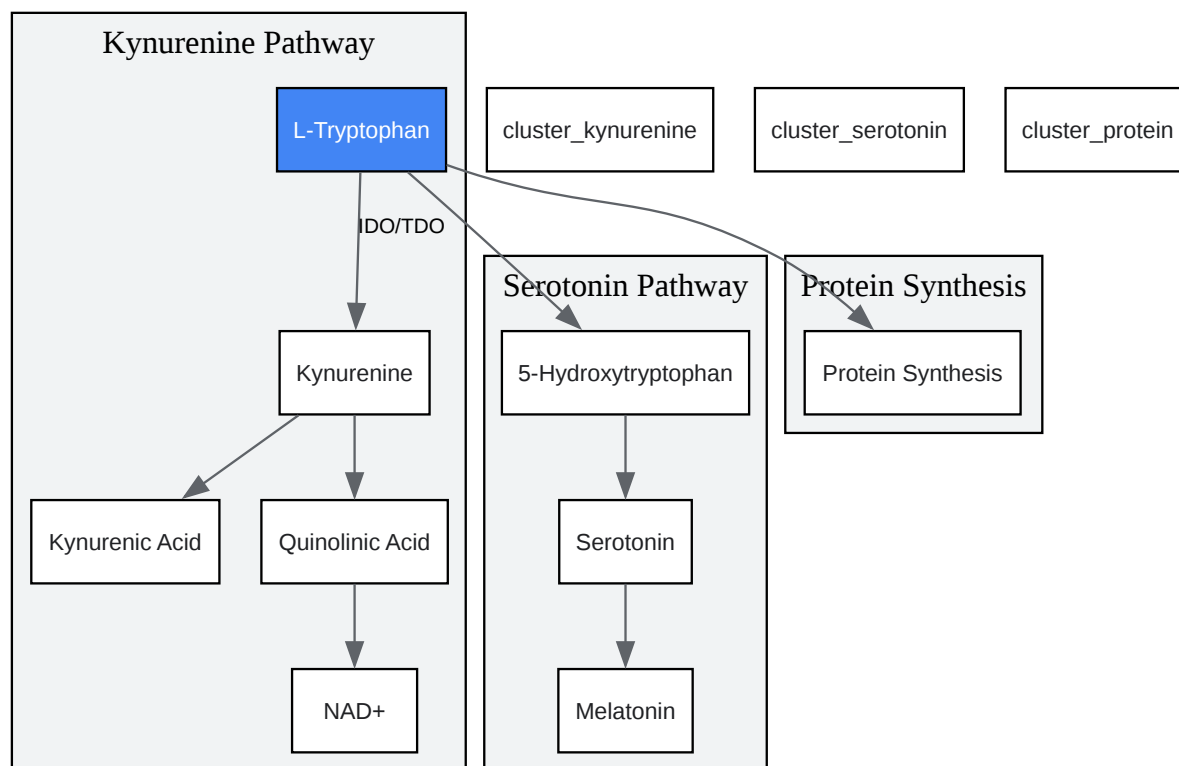 Kynurenine Pathway
L-Tryptophan
cluster_kynurenine
cluster_serotonin
cluster_protein
IDO/TDO
Serotonin Pathway
Protein Synthesis
Kynurenine
5-Hydroxytryptophan
Protein Synthesis
Kynurenic Acid
Quinolinic Acid
Serotonin
NAD+
Melatonin